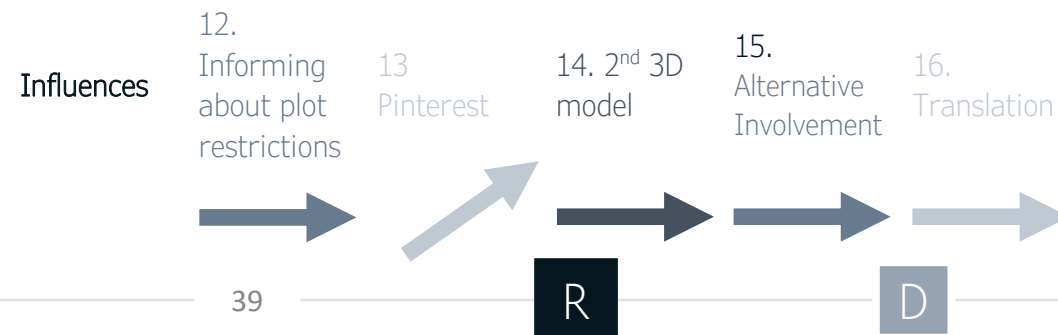 Influences
12.
Informing
about plot
restrictions
13
Pinterest
14. 2nd 3D
model
15.
Alternative
Involvement
16.
Translation
39
R
D